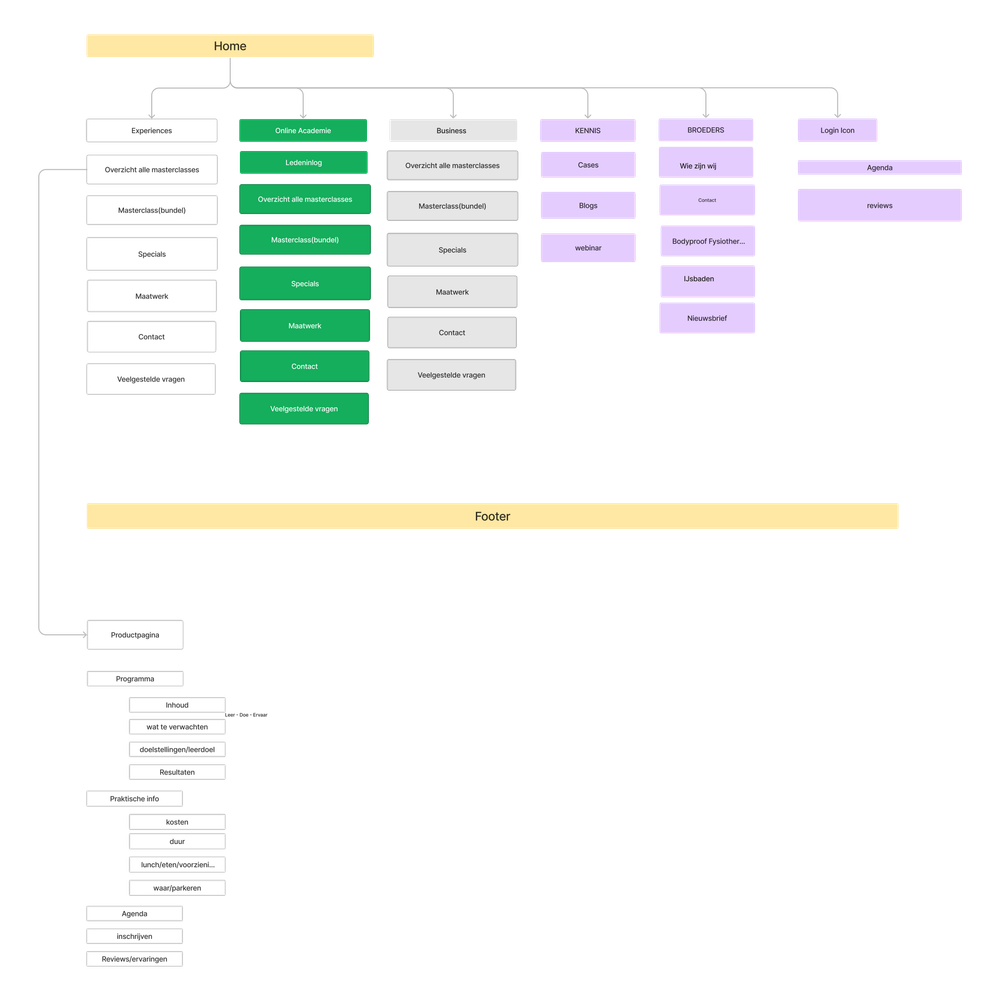 Home
Experiences
Overzicht alle masterclasses
Masterclass(bundel)
Specials
Maatwerk
Contact
Veelgestelde vragen
Online Academie
Ledeninlog
Overzicht alle masterclasses
Masterclass(bundel)
Specials
Maatwerk
Contact
Veelgestelde vragen
Business
Overzicht alle masterclasses
Masterclass(bundel)
Specials
Maatwerk
Contact
Veelgestelde vragen
KENNIS
Cases
Blogs
webinar
BROEDERS
Wie zijn wij
Contact
Bodyproof Fysiother...
IJsbaden
Nieuwsbrief
Login Icon
Agenda
reviews
Footer
Productpagina
Programma
Inhoud
Leer - Doe - Ervaar
wat te verwachten
doelstellingen/leerdoel
Resultaten
Praktische info
kosten
duur
lunch/eten/voorzieni...
waar/parkeren
Agenda
inschrijven
Reviews/ervaringen